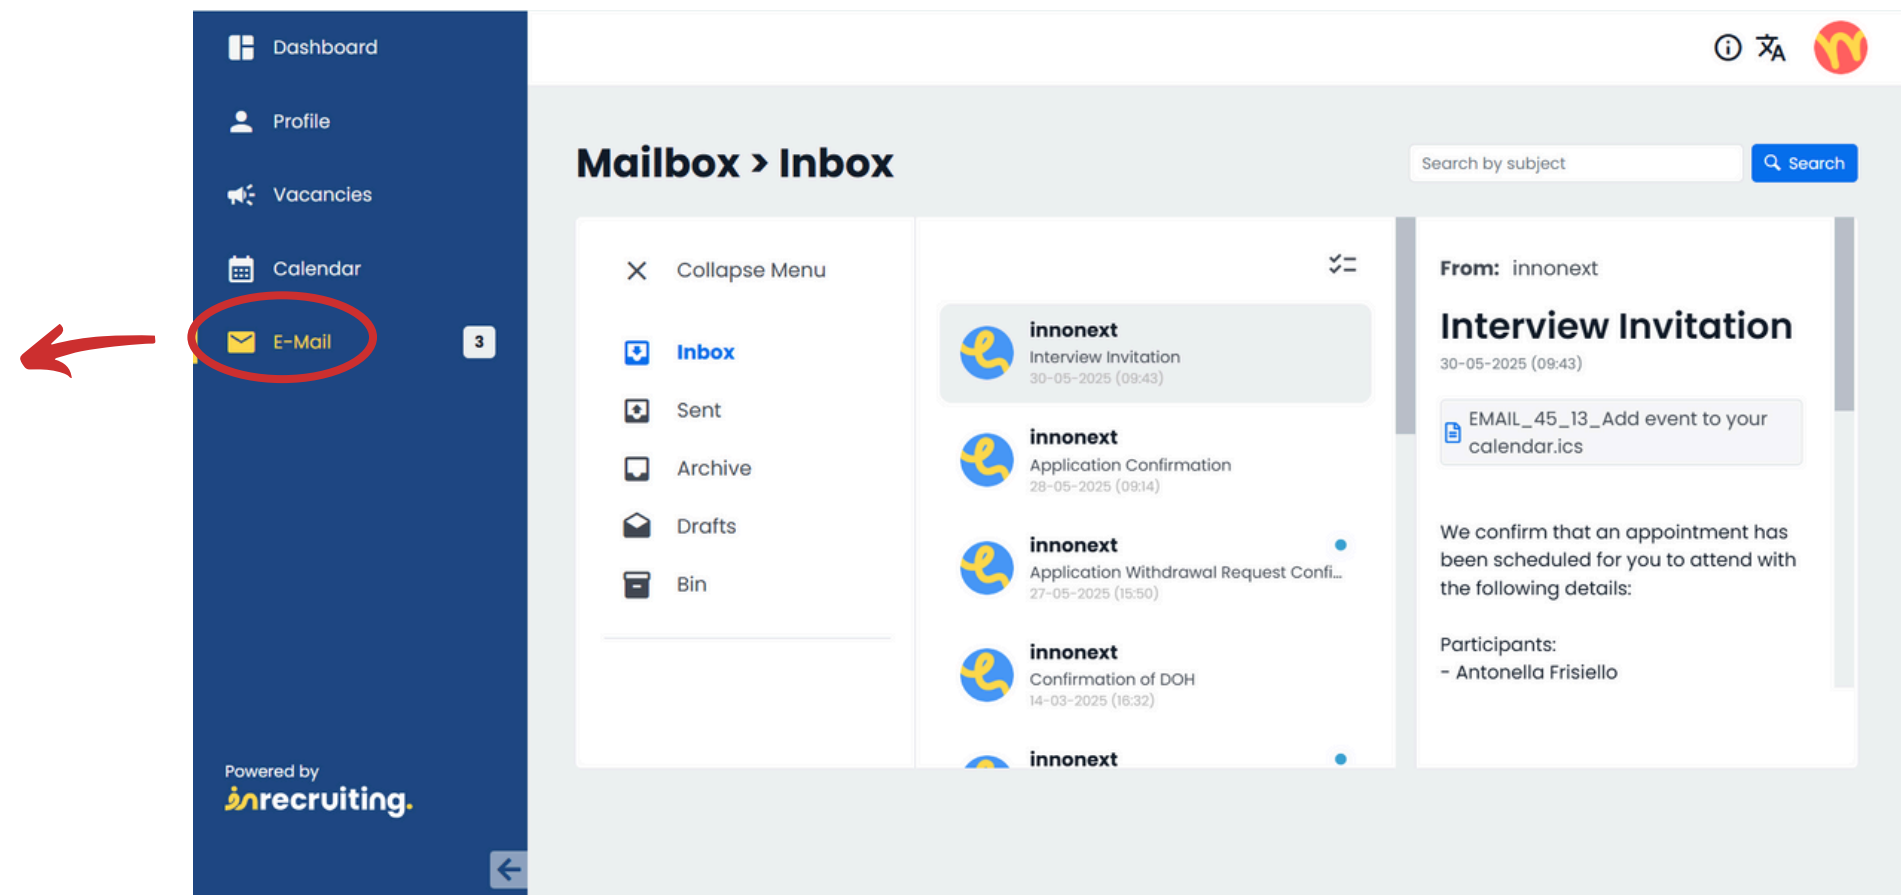 Dashboard
Profile
Vacancies
Calendar
E-Mail
3
Powered by
inrecruiting.
Mailbox > Inbox
Search by subject
Search
Collapse Menu
Inbox
Sent
Archive
Drafts
Bin
innonext
Interview Invitation
30-05-2025 (09:43)
innonext
Application Confirmation
28-05-2025 (09:14)
innonext
Application Withdrawal Request Confi...
27-05-2025 (15:50)
innonext
Confirmation of DOH
14-03-2025 (16:32)
innonext
From: innonext
Interview Invitation
30-05-2025 (09:43)
EMAIL_45_13_Add event to your
calendar.ics
We confirm that an appointment has
been scheduled for you to attend with
the following details:
Participants:
- Antonella Frisiello